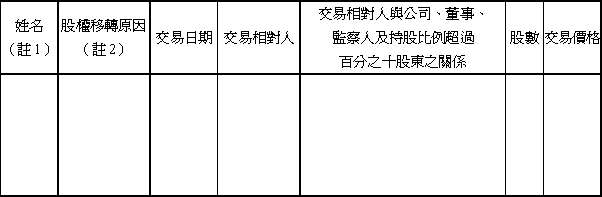 姓名
（註1）
股權移轉原因
（註2）
交易日期
交易相對人
交易相對人與公司、董事、
監察人及持股比例超過
百分之十股東之關係
股數
交易價格